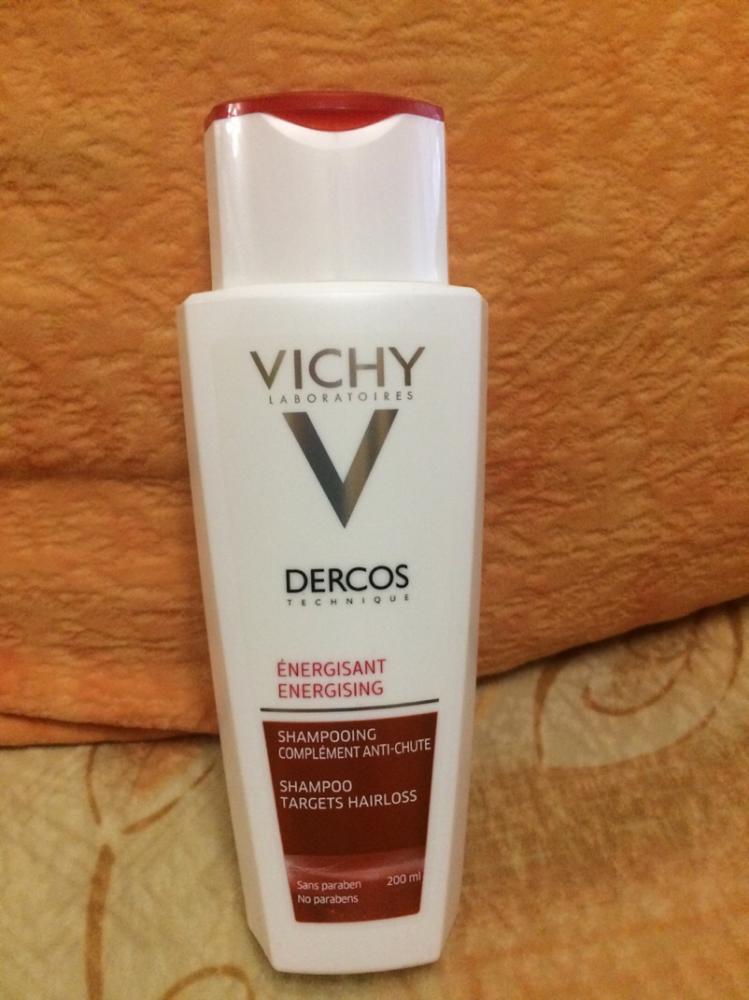 VICHY
LABORATOIRES
DERCOS
TECHNIQUE
ÉNERGISANT
ENERGISING
SHAMPOOING
COMPLÉMENT ANTI-CHUTE
SHAMPOO
TARGETS HAIRLOSS
Sans paraben
No parabens
200 ml